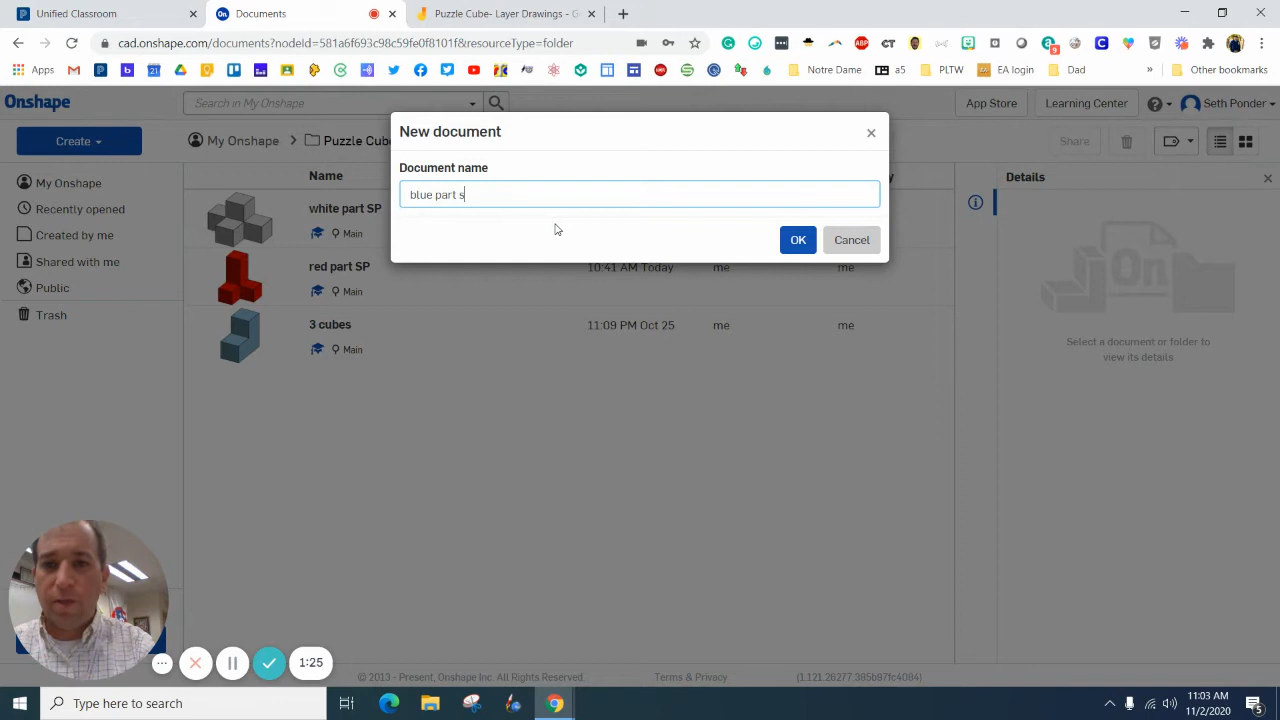 Unified Classroom
Documents
Puzzle Cube- Layer Drawings - G
cad.onshape.com/documents?nodeId=581a6f693c98c59fe08101f&resourceType=folder
Apps
Notre Dame
a5
PLTW
EA login
Dad
Other bookmarks
Onshape
Search in My Onshape
App Store
Learning Center
Seth Ponder
Create
My Onshape
Puzzle Cub
Share
New document
Document name
blue part s
OK
Cancel
My Onshape
Recently opened
Created by me
Shared with me
Public
Trash
Name
y
white part SP
Main
red part SP
10:41 AM Today
me
me
Main
3 cubes
11:09 PM Oct 25
me
me
Main
Details
Select a document or folder to
view its details
1:25
© 2013 - Present, Onshape Inc. All Rights Reserved.
Terms & Privacy
(1.121.26277.385b97fc4084)
Type here to search
11:03 AM
11/2/2020